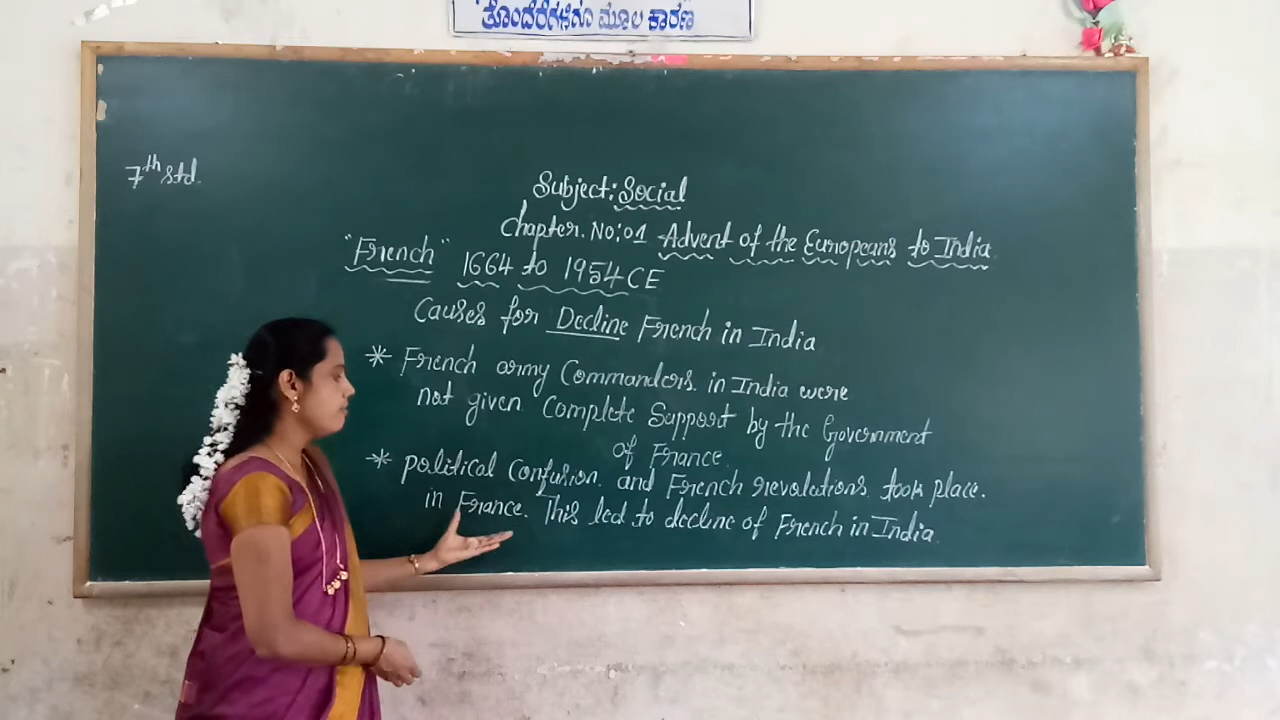 ತೊಂದರೆಗಳಿಗೂ ಮೂಲ ಕಾರಣ
7th std.
Subject: Social
Chapter. No: 01 Advent of the Europeans to India
"French" 1664 to 1954 CE
Causes for Decline French in India
* French army Commanders in India were
not given Complete Support by the Government
of France.
* political Confusion and French revolutions took place.
in France. This led to decline of French in India.